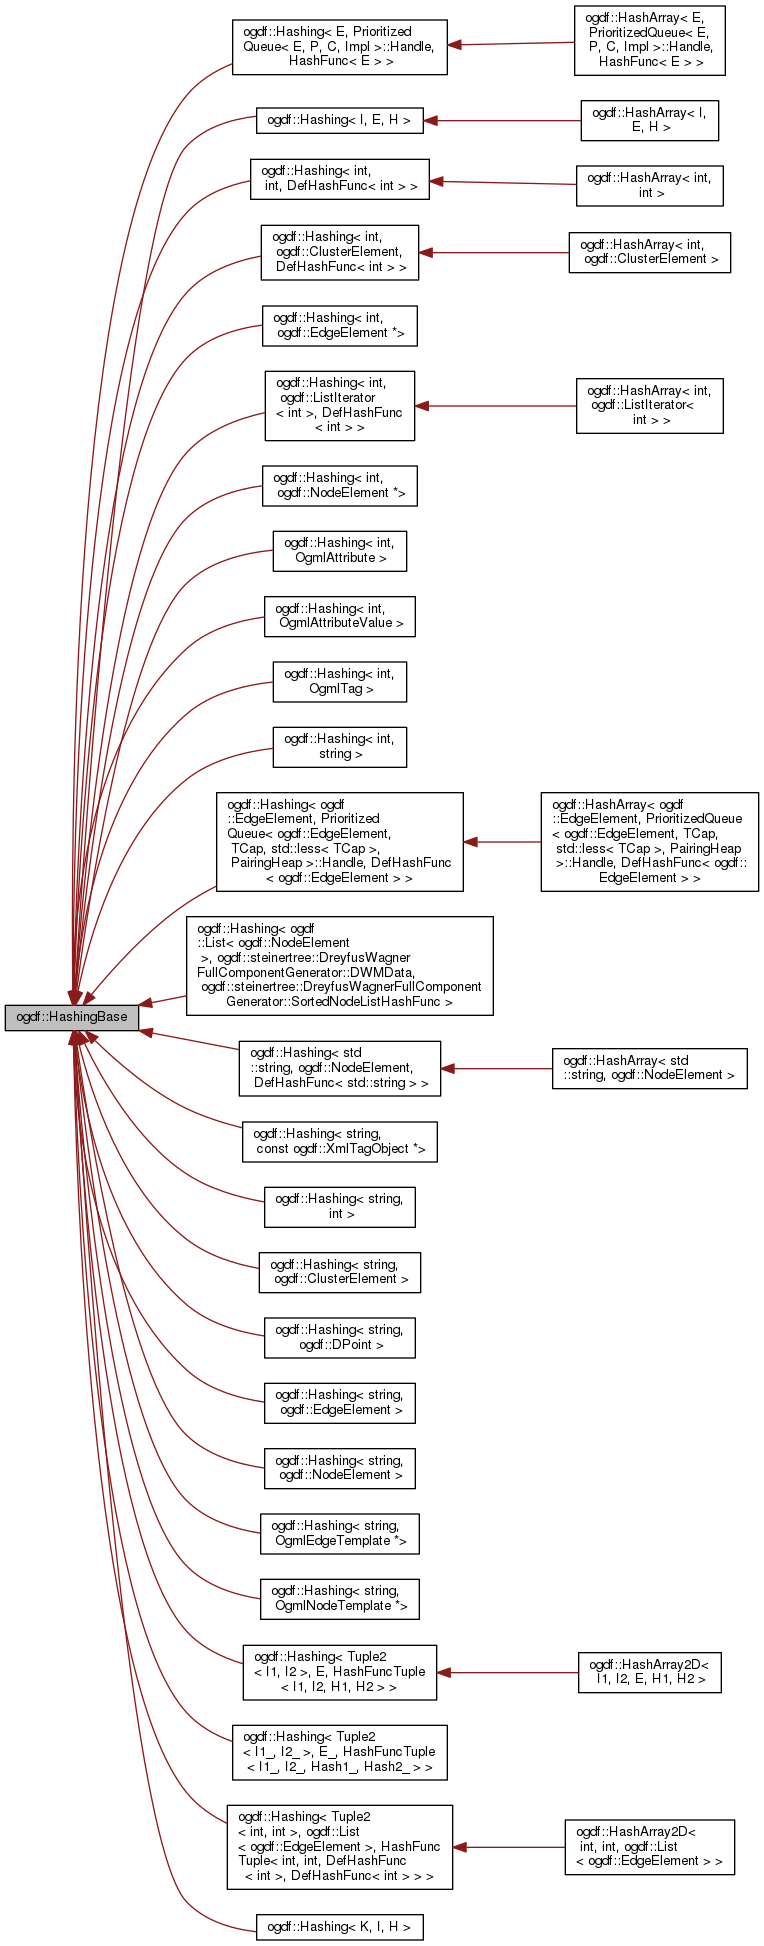 ogdf::Hashing< E, Prioritized
Queue< E, P, C, Impl >::Handle,
HashFunc< E > >
ogdf::HashArray< E,
PrioritizedQueue< E,
P, C, Impl >::Handle,
HashFunc< E > >
ogdf::Hashing< I, E, H >
ogdf::HashArray< I,
E, H >
ogdf::Hashing< int,
int, DefHashFunc< int > >
ogdf::HashArray< int,
int >
ogdf::Hashing< int,
ogdf::ClusterElement,
DefHashFunc< int > >
ogdf::HashArray< int,
ogdf::ClusterElement >
ogdf::Hashing< int,
ogdf::EdgeElement *>
ogdf::Hashing< int,
ogdf::ListIterator
< int >, DefHashFunc
< int > >
ogdf::HashArray< int,
ogdf::ListIterator<
int > >
ogdf::Hashing< int,
ogdf::NodeElement *>
ogdf::Hashing< int,
OgmlAttribute >
ogdf::Hashing< int,
OgmlAttributeValue >
ogdf::Hashing< int,
OgmlTag >
ogdf::Hashing< int,
string >
ogdf::Hashing< ogdf
::EdgeElement, Prioritized
Queue< ogdf::EdgeElement,
TCap, std::less< TCap >,
PairingHeap >::Handle, DefHashFunc
< ogdf::EdgeElement > >
ogdf::HashArray< ogdf
::EdgeElement, PrioritizedQueue
< ogdf::EdgeElement, TCap,
std::less< TCap >, PairingHeap
>::Handle, DefHashFunc< ogdf::
EdgeElement > >
ogdf::Hashing< ogdf
::List< ogdf::NodeElement
>, ogdf::steinertree::DreyfusWagner
FullComponentGenerator::DWMData,
ogdf::steinertree::DreyfusWagnerFullComponent
Generator::SortedNodeListHashFunc >
ogdf::HashingBase
ogdf::Hashing< std
::string, ogdf::NodeElement,
DefHashFunc< std::string > >
ogdf::HashArray< std
::string, ogdf::NodeElement >
ogdf::Hashing< string,
const ogdf::XmlTagObject *>
ogdf::Hashing< string,
int >
ogdf::Hashing< string,
ogdf::ClusterElement >
ogdf::Hashing< string,
ogdf::DPoint >
ogdf::Hashing< string,
ogdf::EdgeElement >
ogdf::Hashing< string,
ogdf::NodeElement >
ogdf::Hashing< string,
OgmlEdgeTemplate *>
ogdf::Hashing< string,
OgmlNodeTemplate *>
ogdf::Hashing< Tuple2
< I1, I2 >, E, HashFuncTuple
< I1, I2, H1, H2 > >
ogdf::HashArray2D<
I1, I2, E, H1, H2 >
ogdf::Hashing< Tuple2
< I1_, I2_ >, E_, HashFuncTuple
< I1_, I2_, Hash1_, Hash2_ > >
ogdf::Hashing< Tuple2
< int, int >, ogdf::List
< ogdf::EdgeElement >, HashFunc
Tuple< int, int, DefHashFunc
< int >, DefHashFunc< int > > >
ogdf::HashArray2D<
int, int, ogdf::List
< ogdf::EdgeElement > >
ogdf::Hashing< K, I, H >